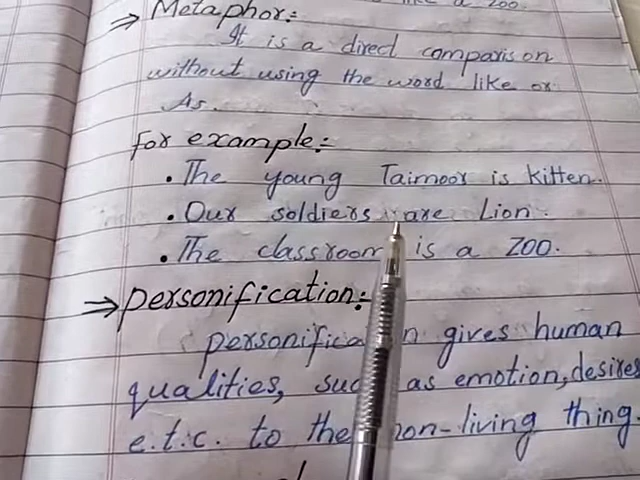 like a zoo.
⇒ Metaphor:-
It is a direct comparison
without using the word like or
As.
for example:-
• The young Taimoor is kitten.
• Our soldiers are Lion.
• The classroom is a ZOO.
⇒ personification:-
personification gives human
qualities, such as emotion, desires
e.t.c. to the non-living thing.